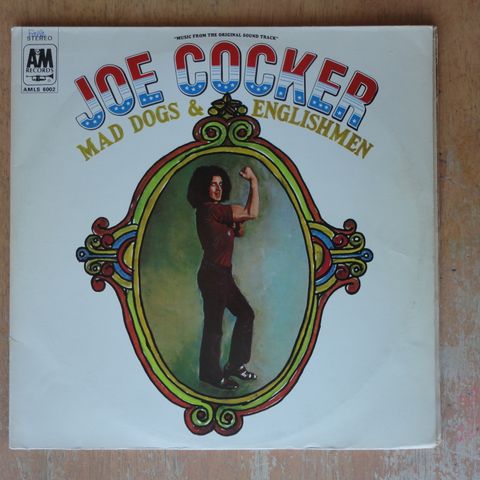 "MUSIC FROM THE ORIGINAL SOUND TRACK"
STEREO
A&M
RECORDS
AMLS 6002
JOE COCKER
MAD DOGS & ENGLISHMEN